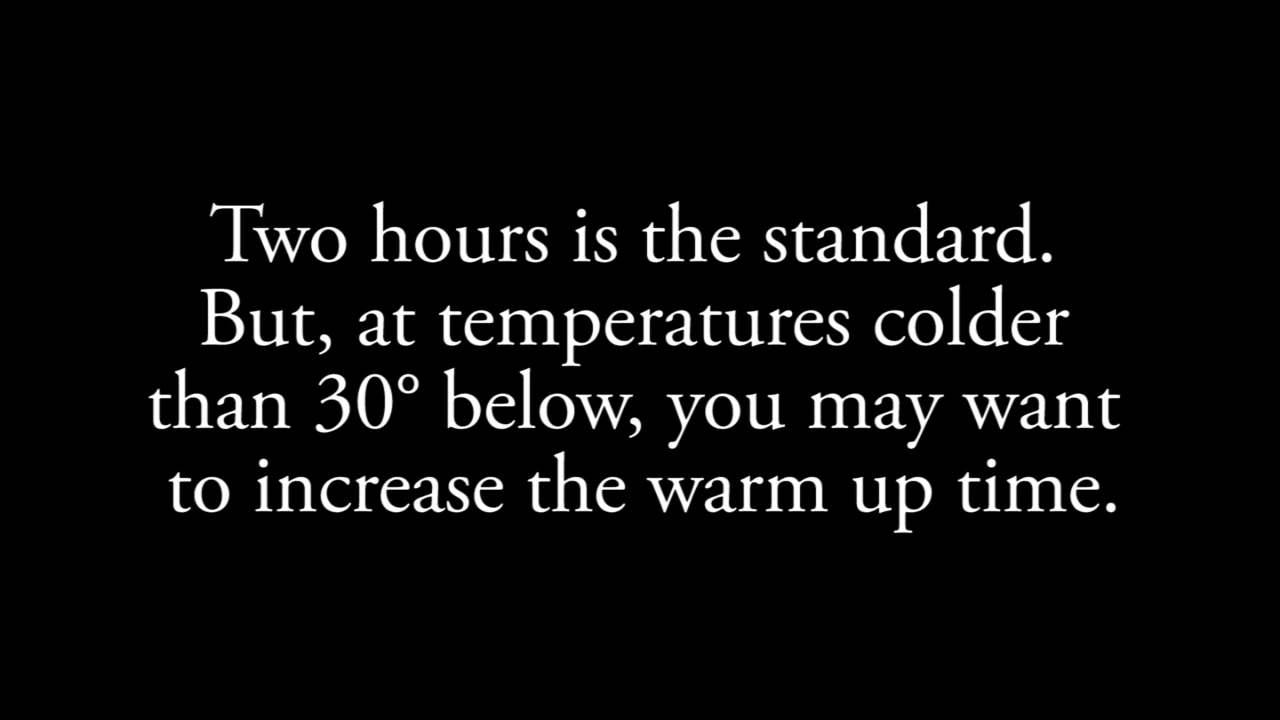 Two hours is the standard.
But, at temperatures colder
than 30° below, you may want
to increase the warm up time.